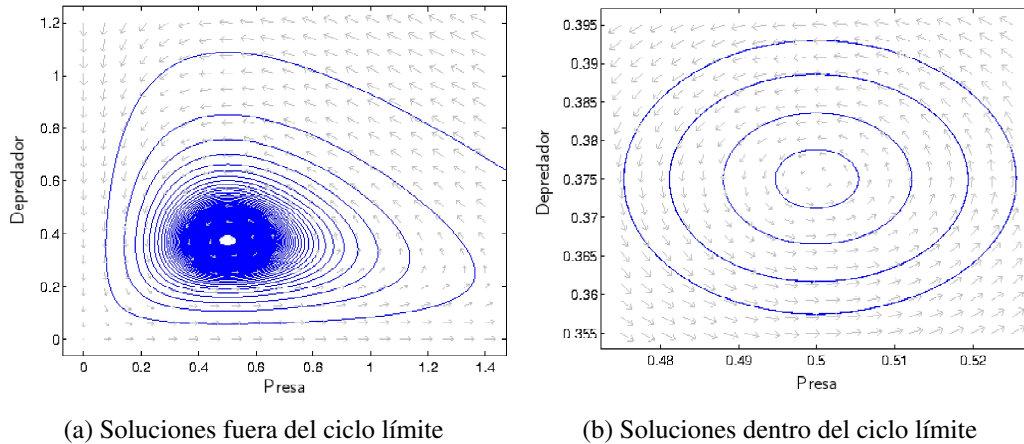 1.2
1
0.8
0.6
0.4
0.2
0
0 0.2 0.4 0.6 0.8 1 1.2 1.4
Depredador
Presa
(a) Soluciones fuera del ciclo límite
0.395
0.39
0.385
0.38
0.375
0.37
0.365
0.36
0.355
0.48 0.49 0.5 0.51 0.52
Depredador
Presa
(b) Soluciones dentro del ciclo límite